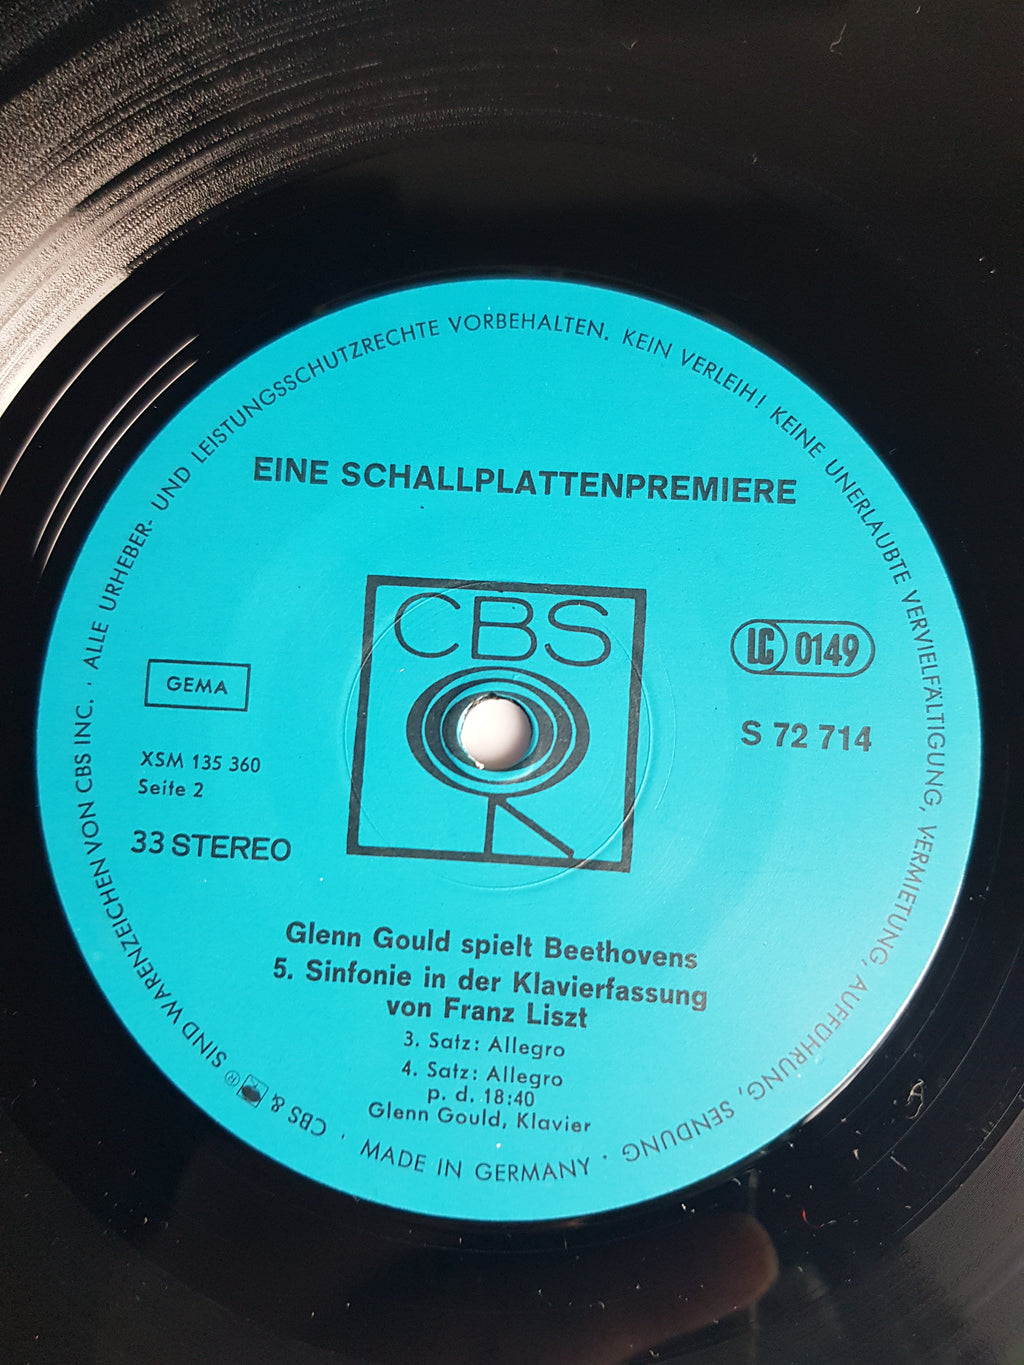 ALLE URHEBER- UND LEISTUNGSSCHUTZRECHTE VORBEHALTEN. KEIN VERLEIH! KEINE UNERLAUBTE VERVIELFÄLTIGUNG, VERMIETUNG, AUFFÜHRUNG, SENDUNG ·
EINE SCHALLPLATTENPREMIERE
CBS
LC 0149
GEMA
S 72 714
XSM 135 360
Seite 2
33 STEREO
Glenn Gould spielt Beethovens
5. Sinfonie in der Klavierfassung
von Franz Liszt
3. Satz: Allegro
4. Satz: Allegro
p. d. 18:40
Glenn Gould, Klavier
MADE IN GERMANY ·
CBS & ® SIND WARENZEICHEN VON CBS INC. ·